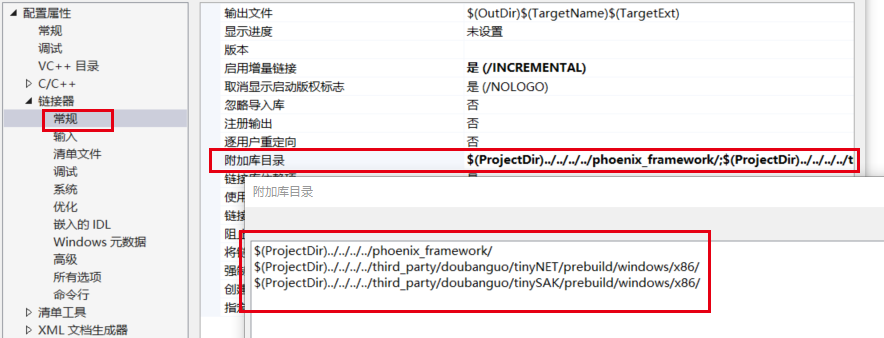 配置属性
常规
调试
VC++ 目录
C/C++
链接器
常规
输入
清单文件
调试
系统
优化
嵌入的 IDL
Windows 元数据
高级
所有选项
命令行
清单工具
XML 文档生成器
输出文件 $(OutDir)$(TargetName)$(TargetExt)
显示进度 未设置
版本
启用增量链接 是 (/INCREMENTAL)
取消显示启动版权标志 是 (/NOLOGO)
忽略导入库 否
注册输出 否
逐用户重定向 否
附加库目录 $(ProjectDir)../../../../phoenix_framework/;$(ProjectDir)../../../../t
使用
链接
阻止
将链
强制
创建
指定
附加库目录
$(ProjectDir)../../../../phoenix_framework/
$(ProjectDir)../../../../third_party/doubanguo/tinyNET/prebuild/windows/x86/
$(ProjectDir)../../../../third_party/doubanguo/tinySAK/prebuild/windows/x86/